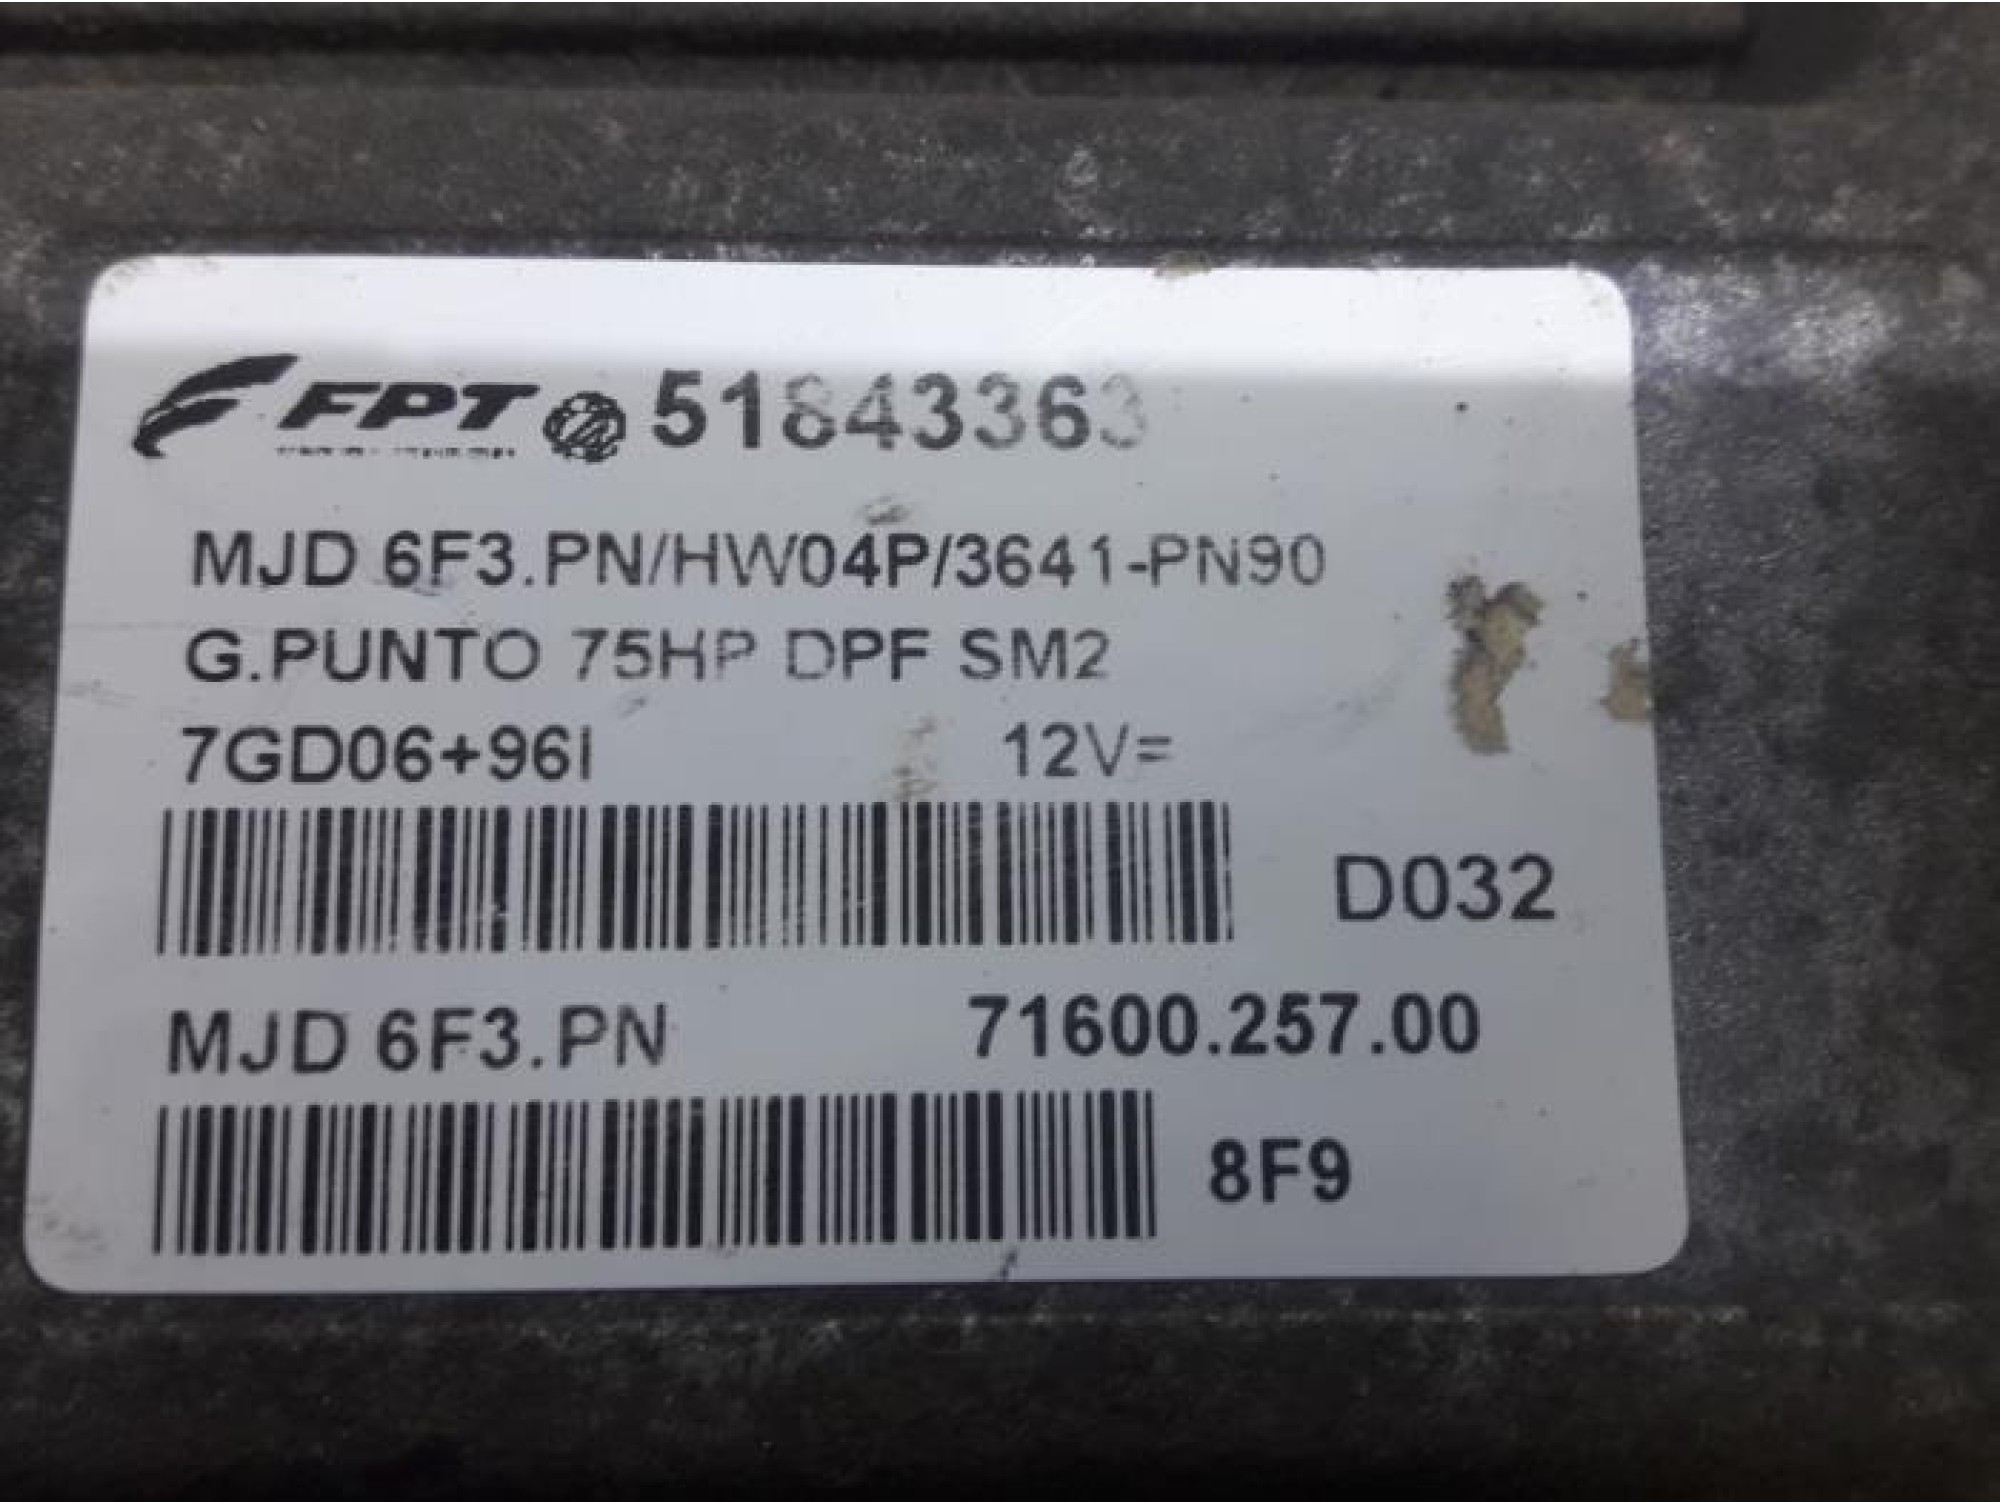 FPT 51843363
MJD 6F3.PN/HW04P/3641-PN90
G.PUNTO 75HP DPF SM2
7GD06+96I 12V=
D032
MJD 6F3.PN 71600.257.00
8F9